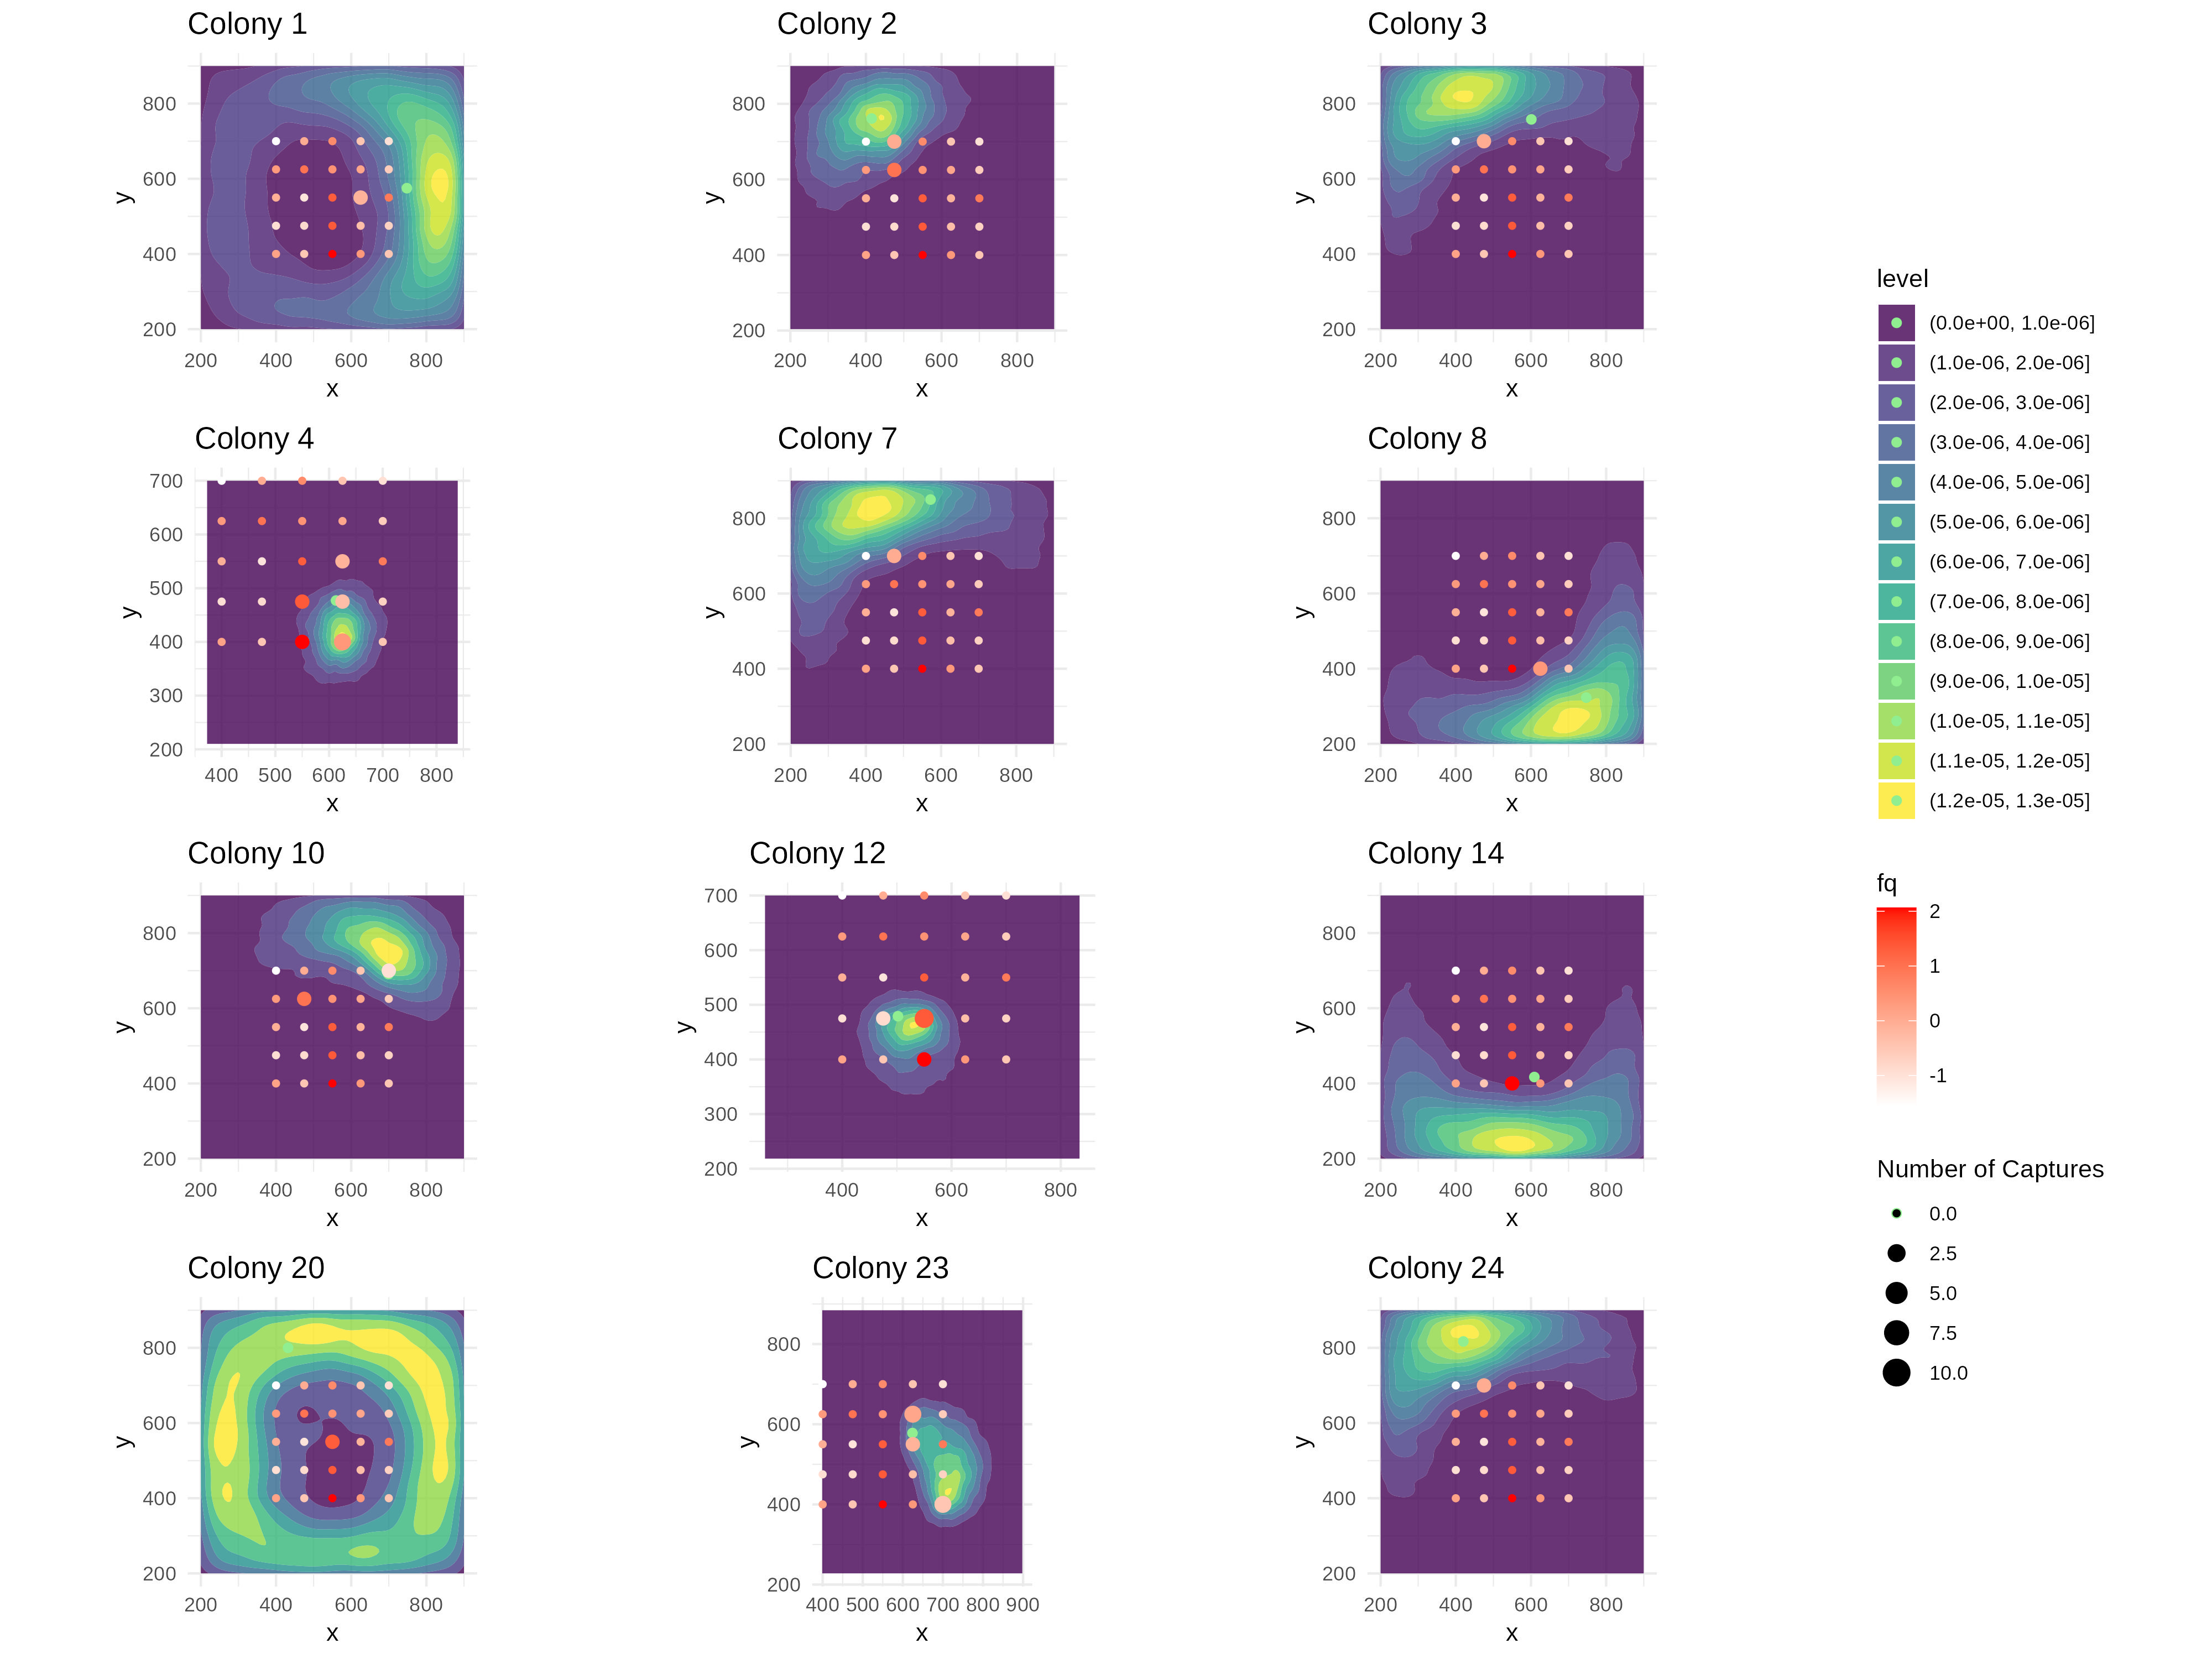 Colony 1
y
800
600
400
200
200 400 600 800
x
Colony 2
y
800
600
400
200
200 400 600 800
x
Colony 3
y
800
600
400
200
200 400 600 800
x
Colony 4
y
700
600
500
400
300
200
400 500 600 700 800
x
Colony 7
y
800
600
400
200
200 400 600 800
x
Colony 8
y
800
600
400
200
200 400 600 800
x
Colony 10
y
800
600
400
200
200 400 600 800
x
Colony 12
y
700
600
500
400
300
200
400 600 800
x
Colony 14
y
800
600
400
200
200 400 600 800
x
Colony 20
y
800
600
400
200
200 400 600 800
x
Colony 23
y
800
600
400
200
400 500 600 700 800 900
x
Colony 24
y
800
600
400
200
200 400 600 800
x
level
(0.0e+00, 1.0e-06]
(1.0e-06, 2.0e-06]
(2.0e-06, 3.0e-06]
(3.0e-06, 4.0e-06]
(4.0e-06, 5.0e-06]
(5.0e-06, 6.0e-06]
(6.0e-06, 7.0e-06]
(7.0e-06, 8.0e-06]
(8.0e-06, 9.0e-06]
(9.0e-06, 1.0e-05]
(1.0e-05, 1.1e-05]
(1.1e-05, 1.2e-05]
(1.2e-05, 1.3e-05]
fq
2
1
0
-1
Number of Captures
0.0
2.5
5.0
7.5
10.0